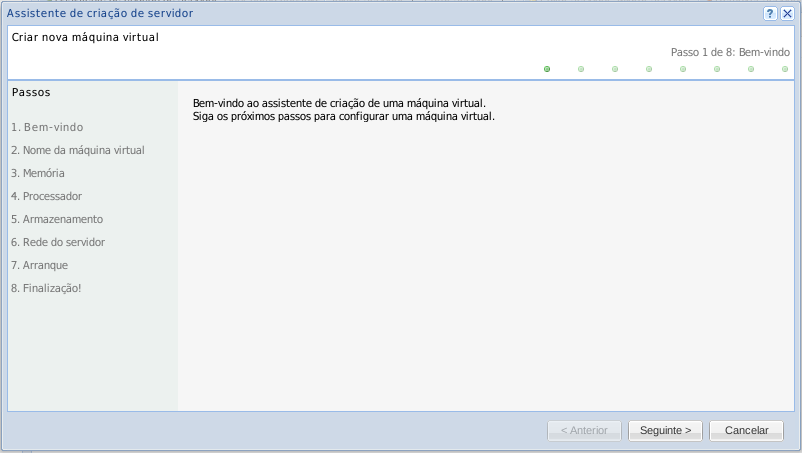 Assistente de criação de servidor
Criar nova máquina virtual
Passo 1 de 8: Bem-vindo
Passos
1. Bem-vindo
2. Nome da máquina virtual
3. Memória
4. Processador
5. Armazenamento
6. Rede do servidor
7. Arranque
8. Finalização!
Bem-vindo ao assistente de criação de uma máquina virtual.
Siga os próximos passos para configurar uma máquina virtual.
< Anterior
Seguinte >
Cancelar